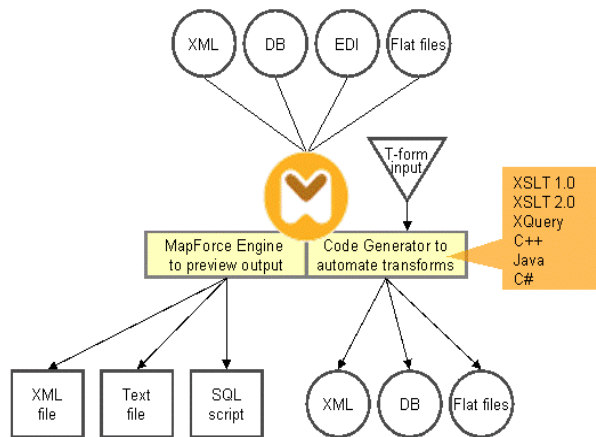 XML
DB
EDI
Flat files
T-form
input
XSLT 1.0
XSLT 2.0
XQuery
C++
Java
C#
MapForce Engine
to preview output
Code Generator to
automate transforms
XML
file
Text
file
SQL
script
XML
DB
Flat files